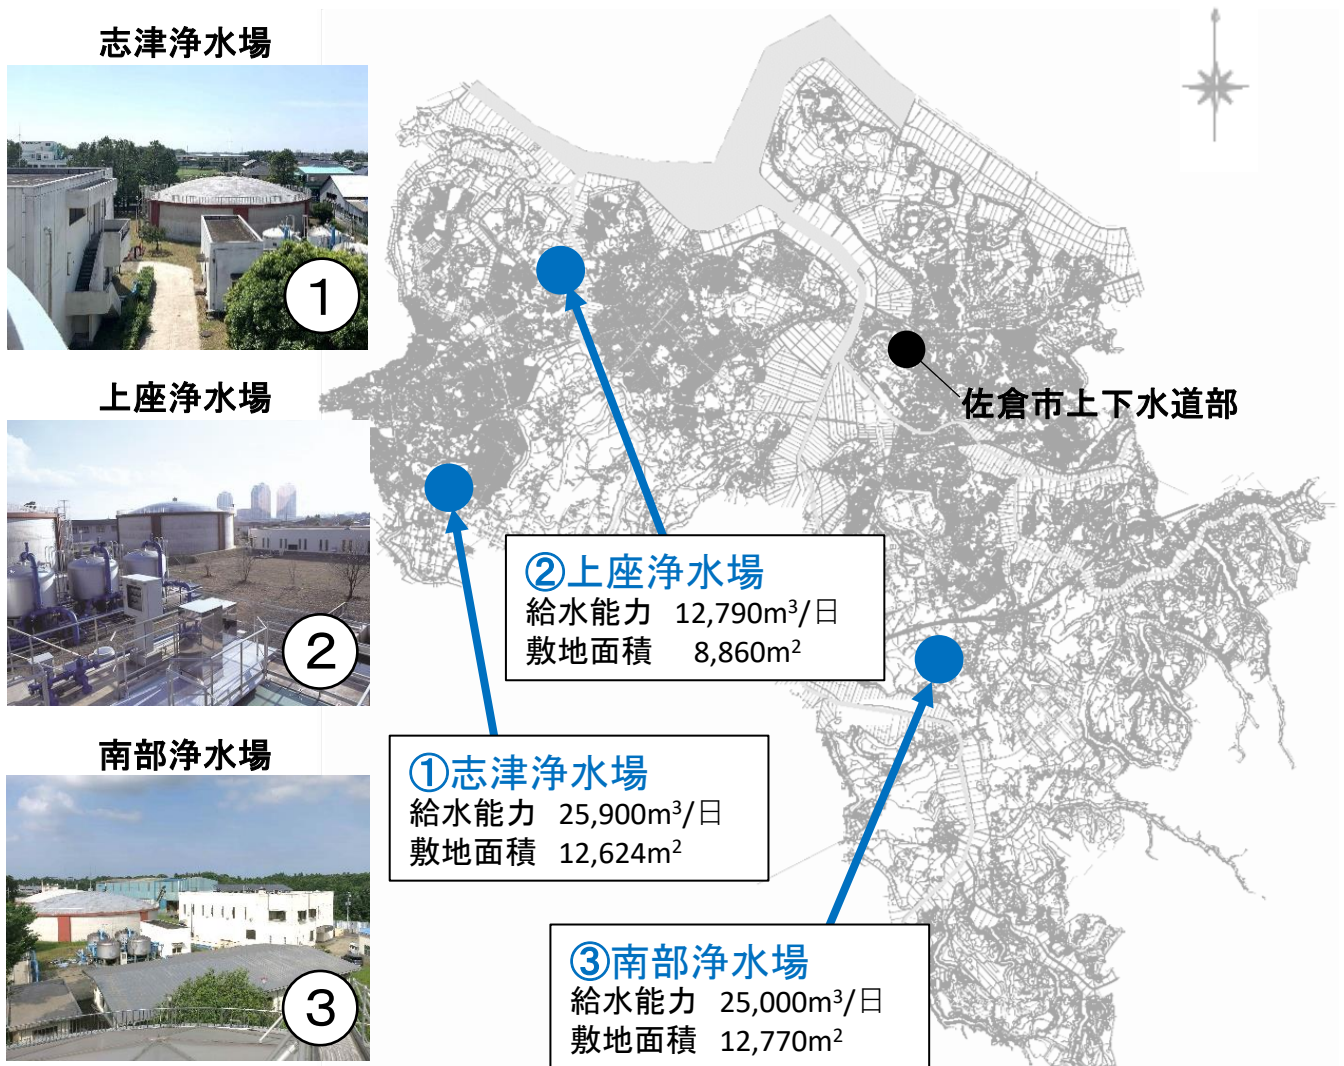 志津浄水場
1
上座浄水場
2
南部浄水場
3
佐倉市上下水道部
②上座浄水場
給水能力 12,790m³/日
敷地面積 8,860m²
①志津浄水場
給水能力 25,900m³/日
敷地面積 12,624m²
③南部浄水場
給水能力 25,000m³/日
敷地面積 12,770m²